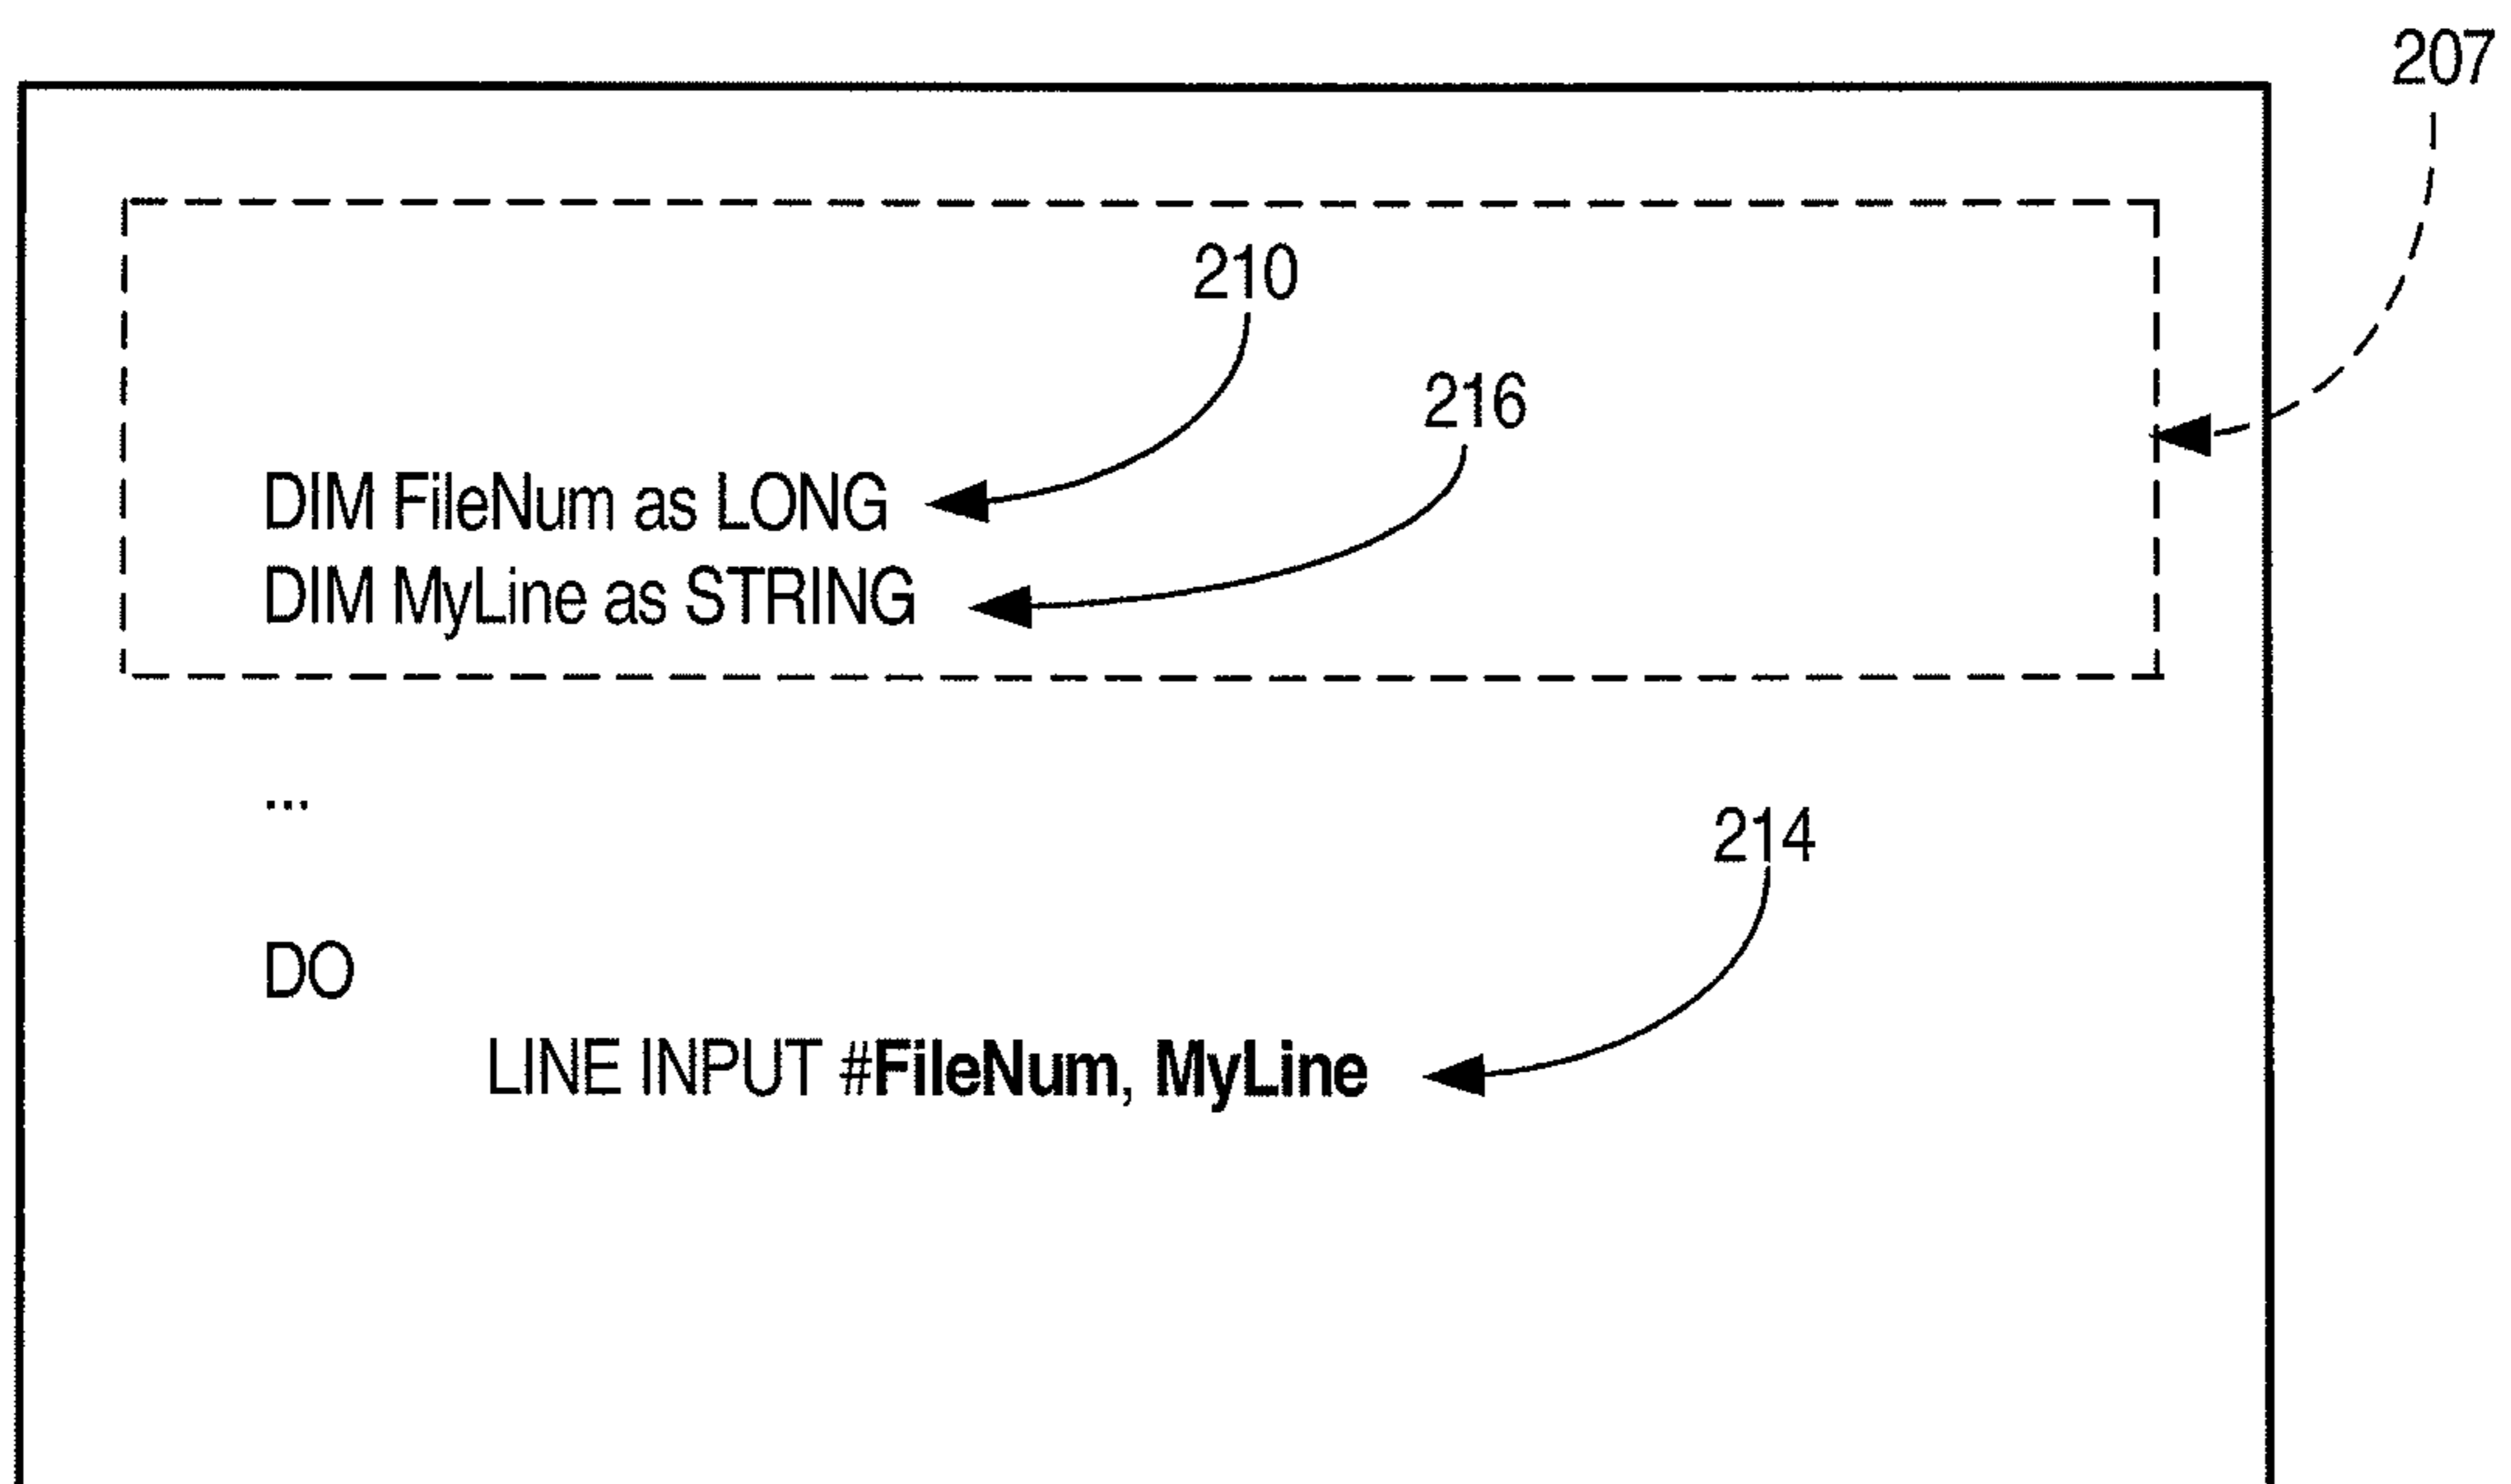 207
210
216
DIM FileNum as LONG
DIM MyLine as STRING
...
214
DO
LINE INPUT #FileNum, MyLine